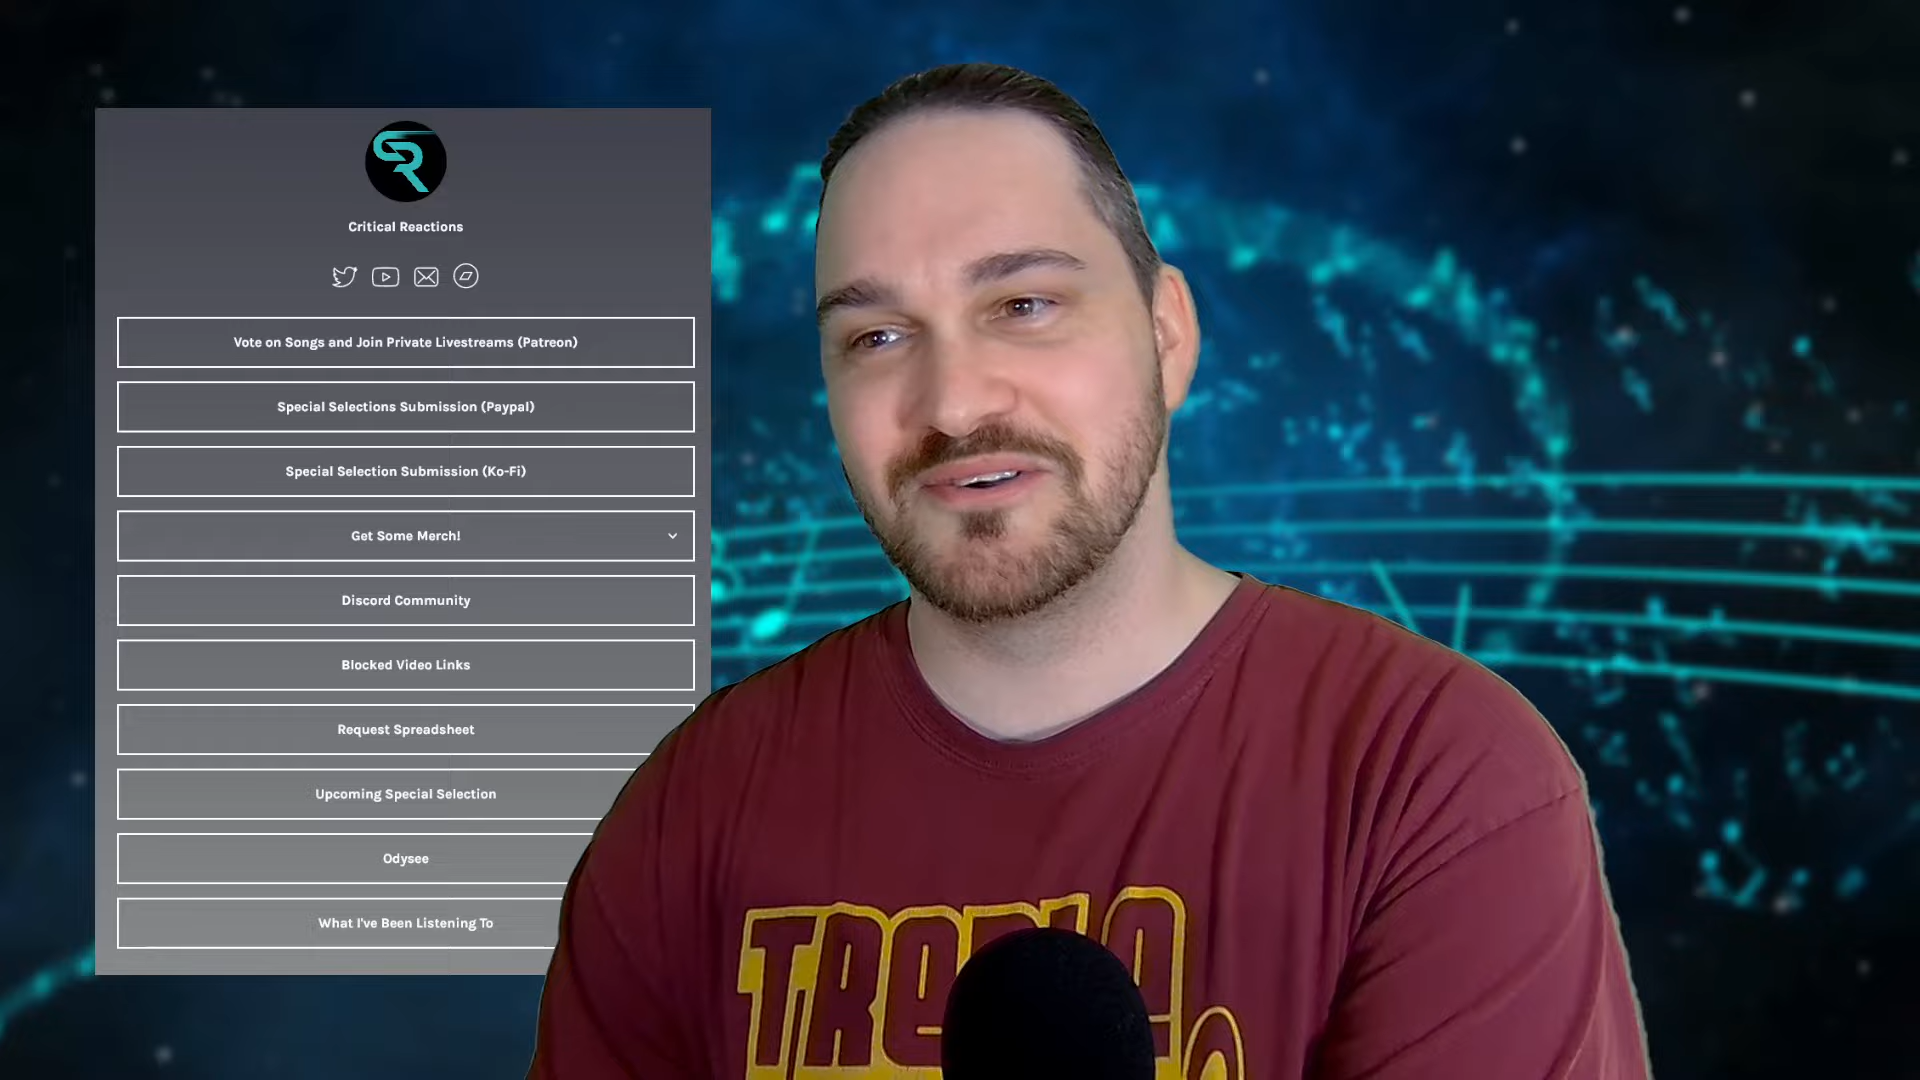 CR
Critical Reactions
Vote on Songs and Join Private Livestreams (Patreon)
Special Selections Submission (Paypal)
Special Selection Submission (Ko-Fi)
Get Some Merch!
Discord Community
Blocked Video Links
Request Spreadsheet
Upcoming Special Selection
Odysee
What I've Been Listening To